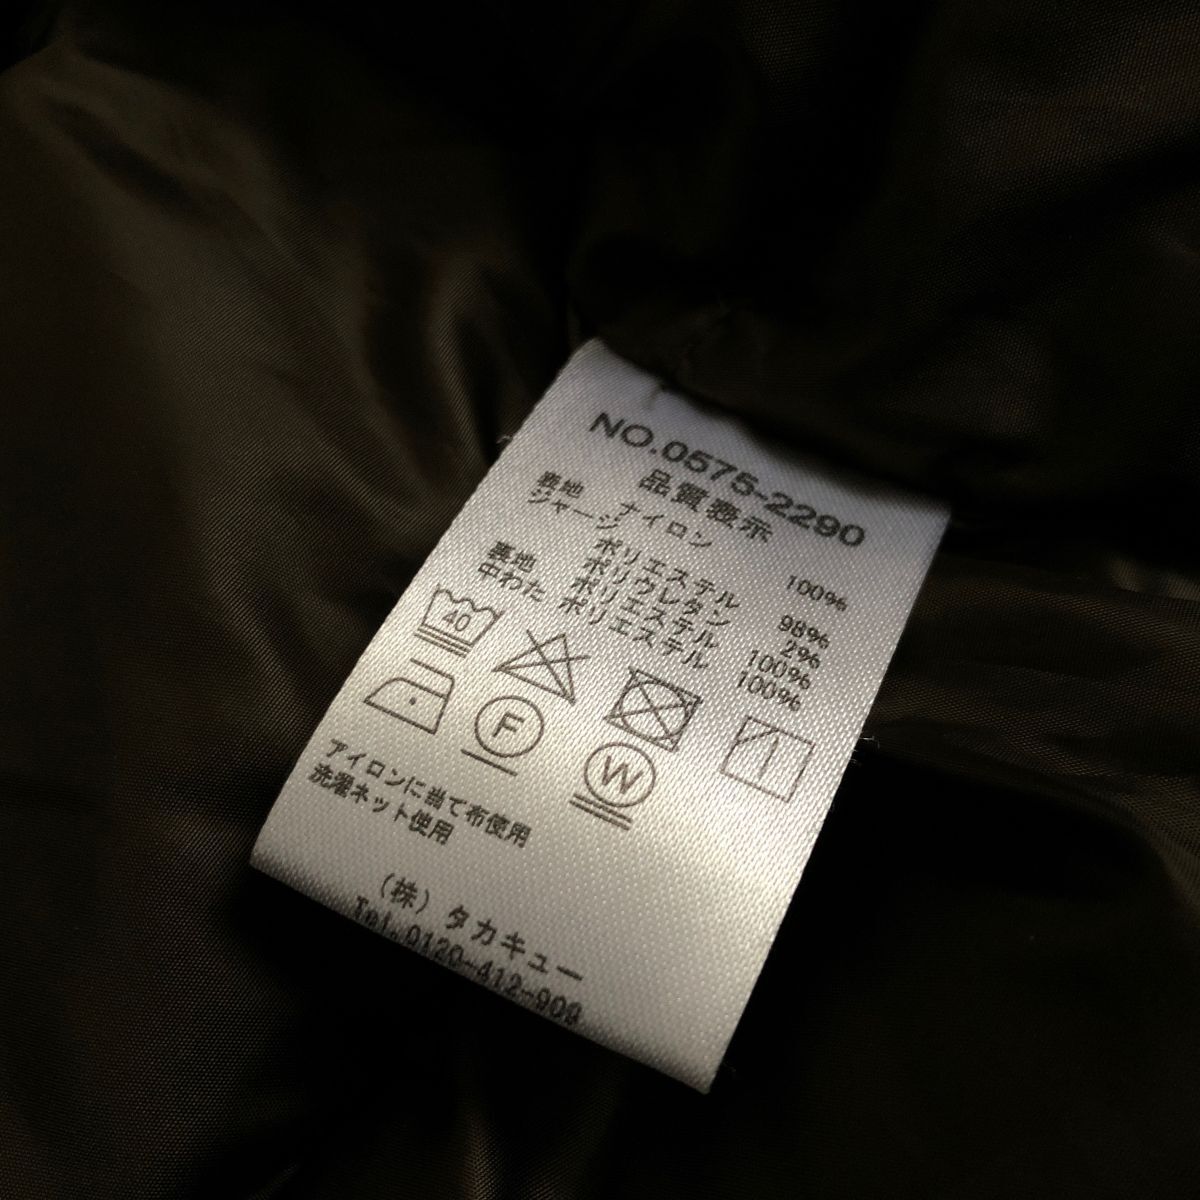 NO.0575-2290
品質表示
表地 ナイロン 100%
ジャージ
ポリエステル 98%
ポリウレタン 2%
裏地 ポリエステル 100%
中わた ポリエステル 100%
40
F
W
アイロンに当て布使用
洗濯ネット使用
(株) タカキュー
Tel.0120-412-909